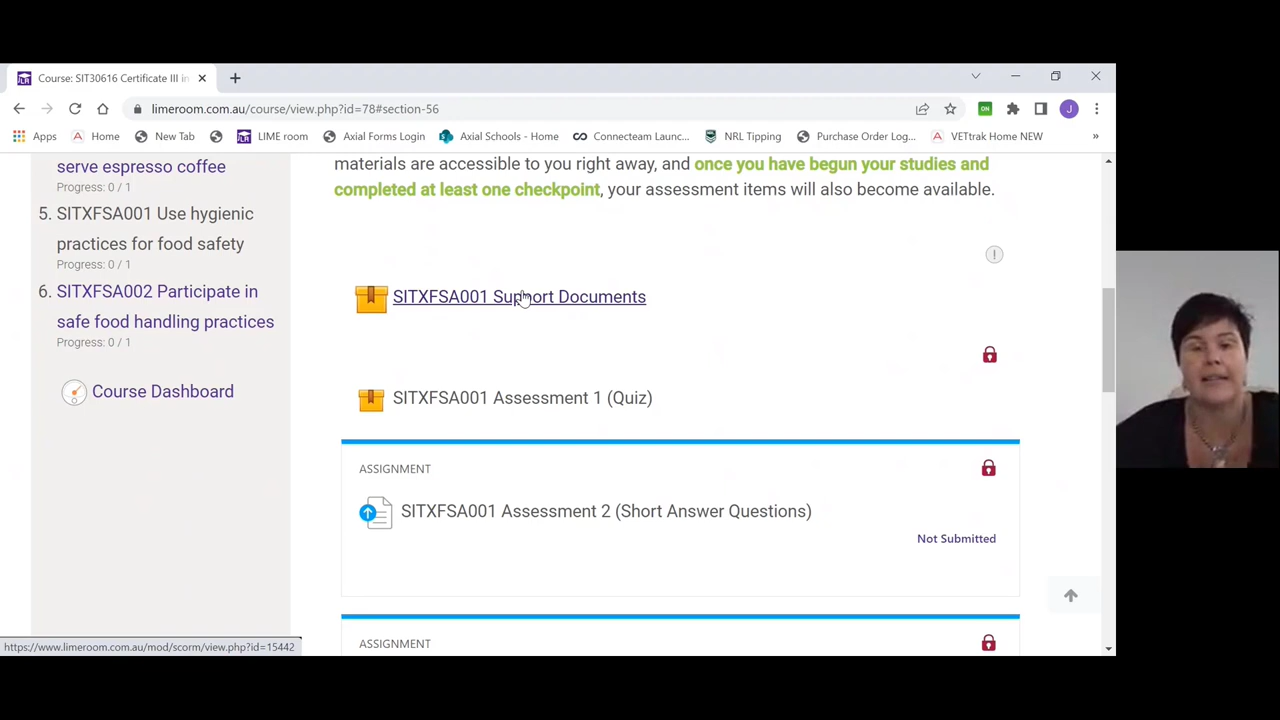 Course: SIT30616 Certificate III in
limeroom.com.au/course/view.php?id=78#section-56
ON
J
Apps
Home
New Tab
LIME room
Axial Forms Login
Axial Schools - Home
Connecteam Launc...
NRL Tipping
Purchase Order Log...
VETtrak Home NEW
»
serve espresso coffee
Progress: 0 / 1
5. SITXFSA001 Use hygienic
practices for food safety
Progress: 0 / 1
6. SITXFSA002 Participate in
safe food handling practices
Progress: 0 / 1
Course Dashboard
materials are accessible to you right away, and once you have begun your studies and
completed at least one checkpoint, your assessment items will also become available.
SITXFSA001 Support Documents
SITXFSA001 Assessment 1 (Quiz)
ASSIGNMENT
SITXFSA001 Assessment 2 (Short Answer Questions)
Not Submitted
ASSIGNMENT
https://www.limeroom.com.au/mod/scorm/view.php?id=15442